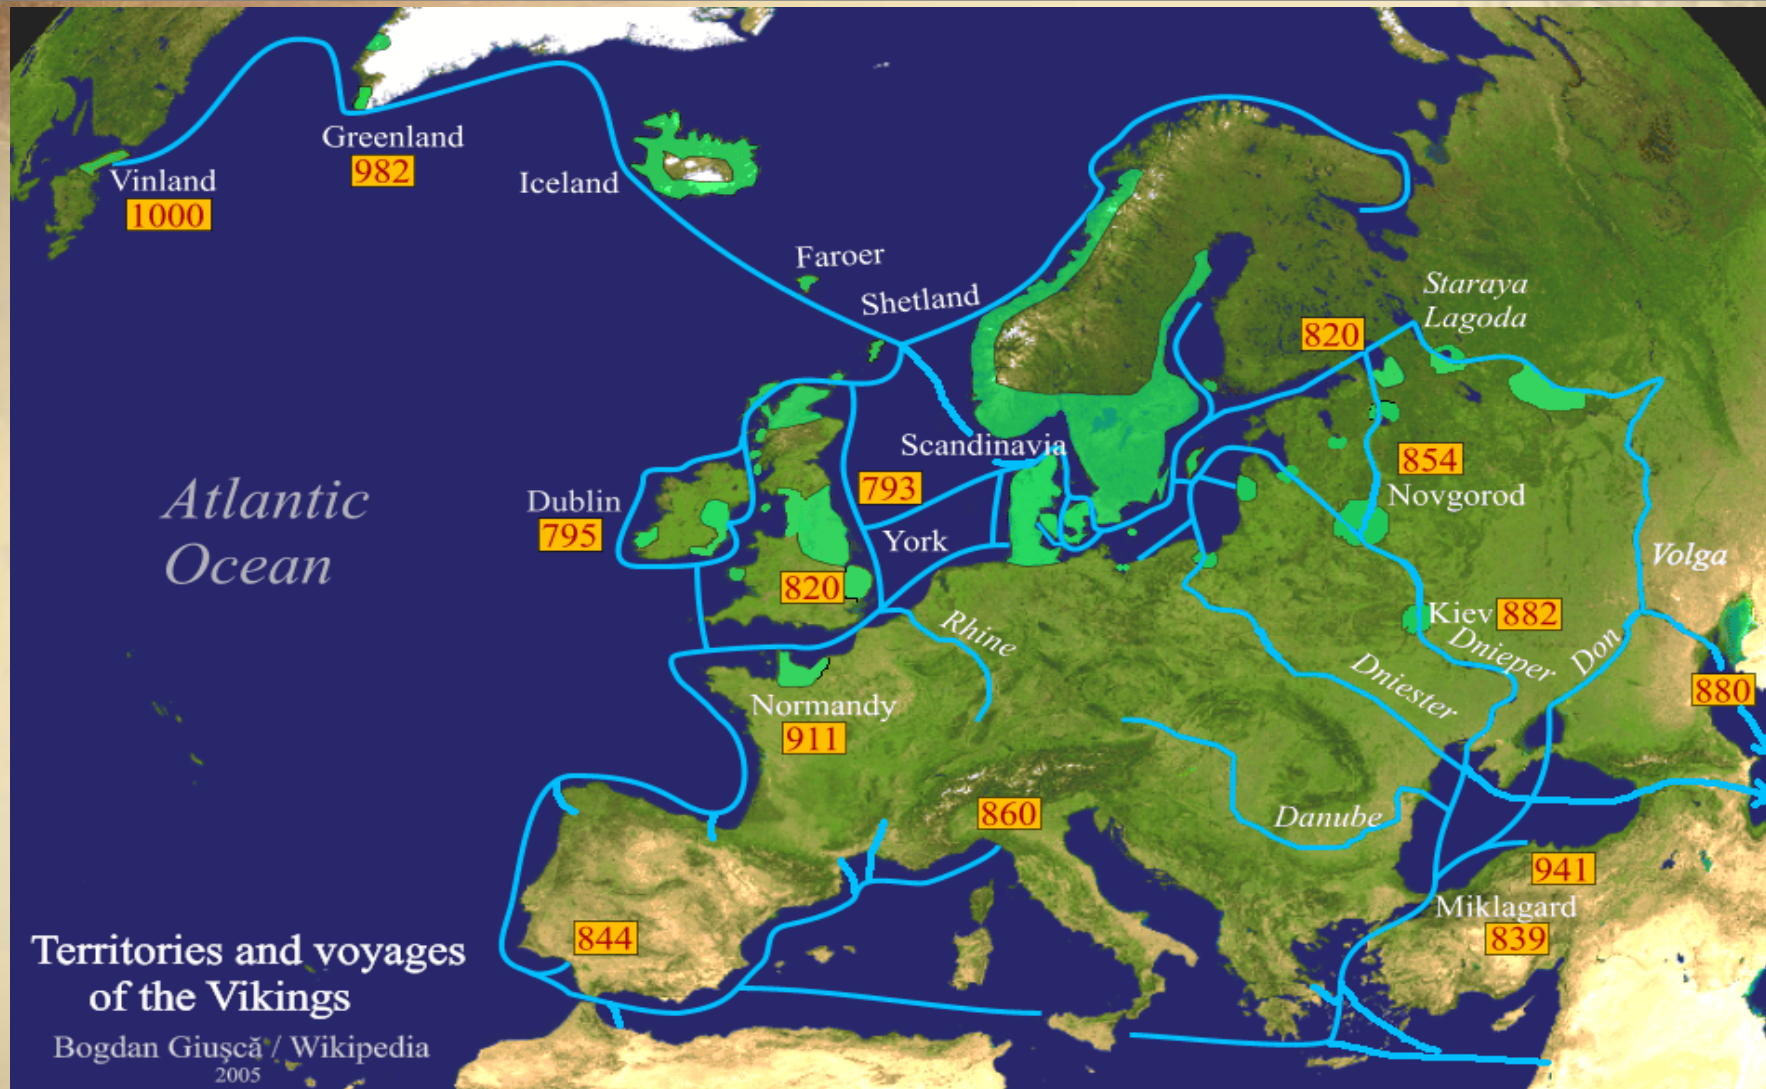 Greenland
982
Vinland
1000
Iceland
Faroer
Shetland
Staraya
Lagoda
820
Scandinavia
793
854
Novgorod
Atlantic
Ocean
Dublin
795
York
Volga
820
Kiev 882
Rhine
Dnieper
Don
Dniester
880
Normandy
911
860
Danube
941
Miklagard
839
844
Territories and voyages
of the Vikings
Bogdan Giuşcă / Wikipedia
2005